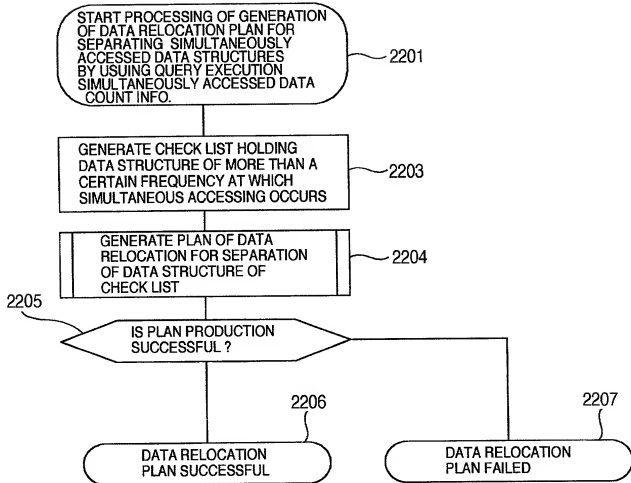 START PROCESSING OF GENERATION
OF DATA RELOCATION PLAN FOR
SEPARATING SIMULTANEOUSLY
ACCESSED DATA STRUCTURES
BY USUING QUERY EXECUTION
SIMULTANEOUSLY ACCESSED DATA
COUNT INFO.
2201
GENERATE CHECK LIST HOLDING
DATA STRUCTURE OF MORE THAN A
CERTAIN FREQUENCY AT WHICH
SIMULTANEOUS ACCESSING OCCURS
2203
GENERATE PLAN OF DATA
RELOCATION FOR SEPARATION
OF DATA STRUCTURE OF
CHECK LIST
2204
2205
IS PLAN PRODUCTION
SUCCESSFUL ?
2206
DATA RELOCATION
PLAN SUCCESSFUL
2207
DATA RELOCATION
PLAN FAILED